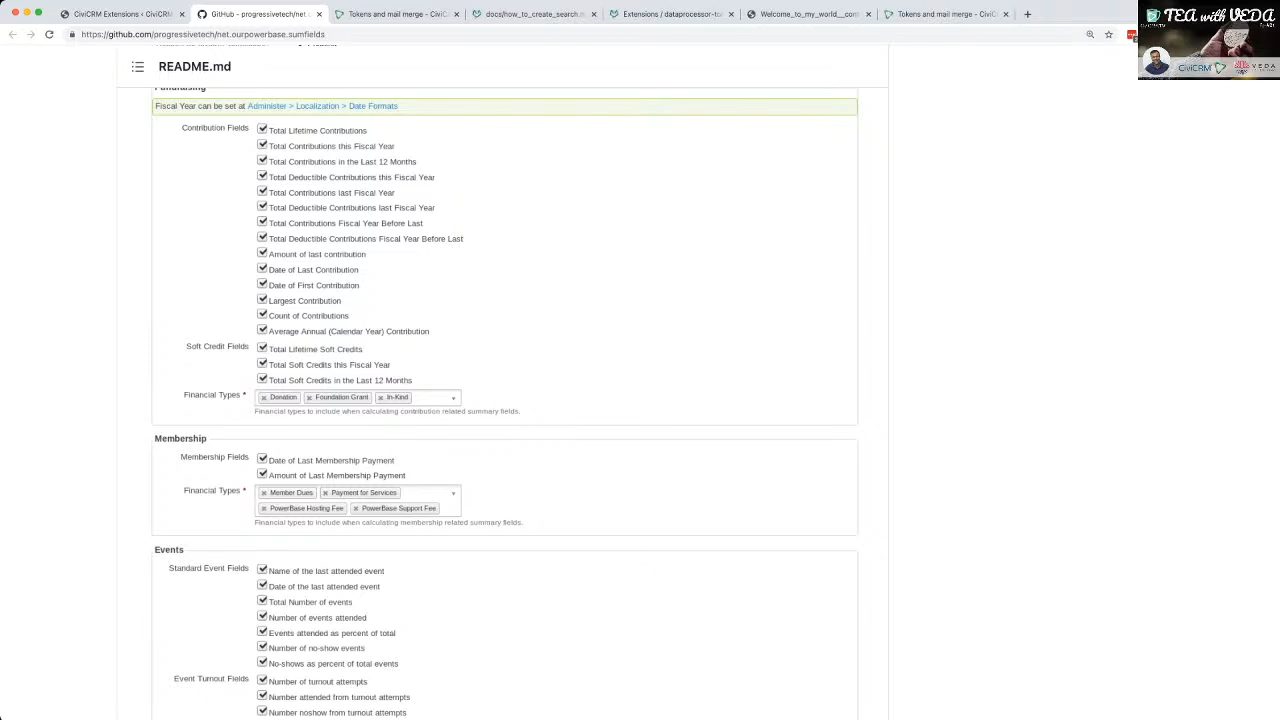 CiviCRM Extensions
GitHub - progressivetech/net.ou
API search and mail merge
docs/how_to_create_search.m
Extensions / dataprocessor-t
Welcome_to_my_world__con
Tokens and mail merge - CiviC
https://github.com/progressivetech/net.ourpowerbase.sumfields
TEA with VEDA
CiviCRM
VEDA
README.md
Fundraising
Fiscal Year can be set at Administer > Localization > Date Formats
Contribution Fields
Total Lifetime Contributions
Total Contributions this Fiscal Year
Total Contributions in the Last 12 Months
Total Deductible Contributions this Fiscal Year
Total Contributions last Fiscal Year
Total Deductible Contributions last Fiscal Year
Total Contributions Fiscal Year Before Last
Total Deductible Contributions Fiscal Year Before Last
Amount of last contribution
Date of Last Contribution
Date of First Contribution
Largest Contribution
Count of Contributions
Average Annual (Calendar Year) Contribution
Soft Credit Fields
Total Lifetime Soft Credits
Total Soft Credits this Fiscal Year
Total Soft Credits in the Last 12 Months
Financial Types *
Donation Foundation Grant In-Kind
Financial types to include when calculating contribution related summary fields.
Membership
Membership Fields
Date of Last Membership Payment
Amount of Last Membership Payment
Financial Types *
Member Dues Payment for Services
PowerBase Hosting Fee PowerBase Support Fee
Financial types to include when calculating membership related summary fields.
Events
Standard Event Fields
Name of the last attended event
Date of the last attended event
Total Number of events
Number of events attended
Events attended as percent of total
Number of no-show events
No-shows as percent of total events
Event Turnout Fields
Number of turnout attempts
Number attended from turnout attempts
Number noshow from turnout attempts